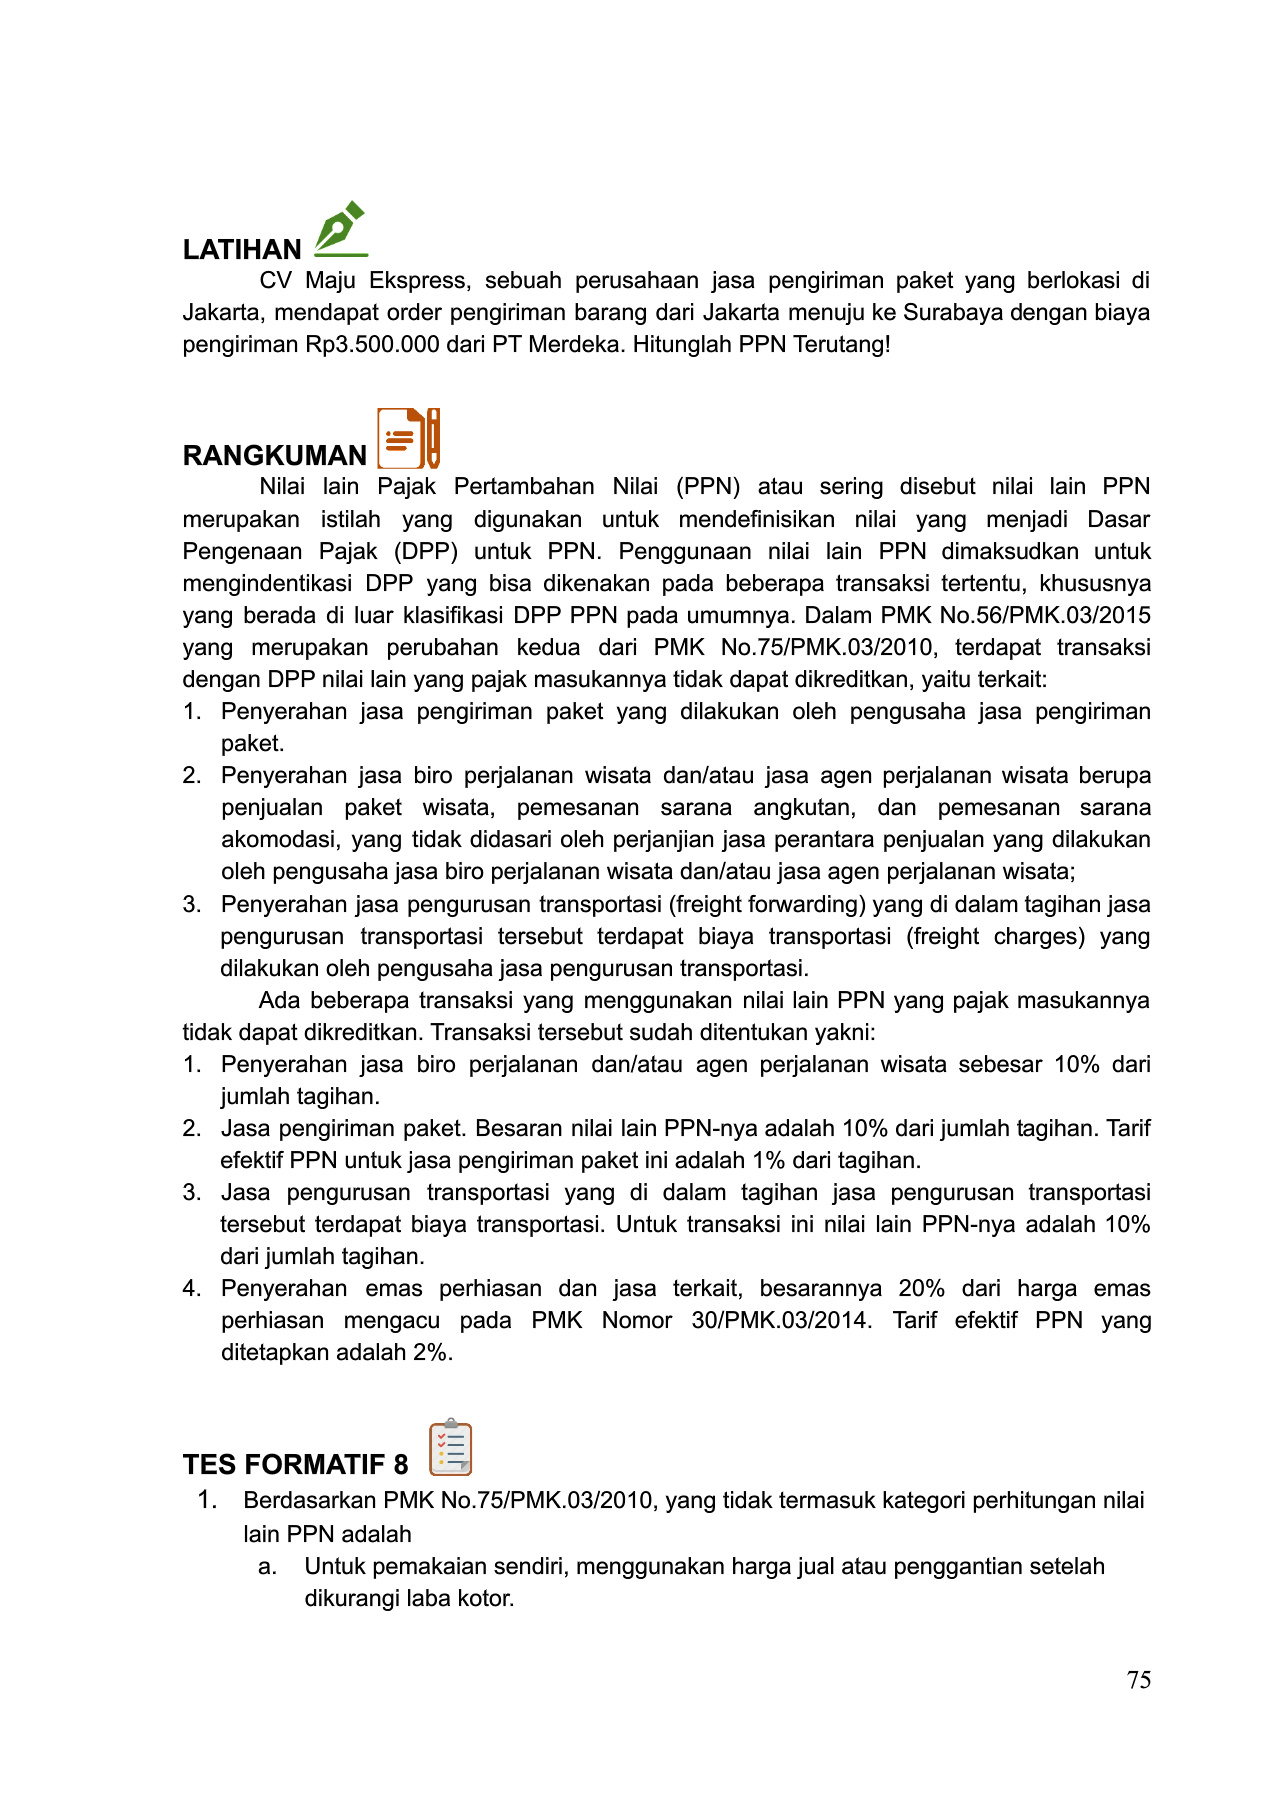 LATIHAN
CV Maju Ekspress, sebuah perusahaan jasa pengiriman paket yang berlokasi di
Jakarta, mendapat order pengiriman barang dari Jakarta menuju ke Surabaya dengan biaya
pengiriman Rp3.500.000 dari PT Merdeka. Hitunglah PPN Terutang!
RANGKUMAN
Nilai lain Pajak Pertambahan Nilai (PPN) atau sering disebut nilai lain PPN
merupakan istilah yang digunakan untuk mendefinisikan nilai yang menjadi Dasar
Pengenaan Pajak (DPP) untuk PPN. Penggunaan nilai lain PPN dimaksudkan untuk
mengindentikasi DPP yang bisa dikenakan pada beberapa transaksi tertentu, khususnya
yang berada di luar klasifikasi DPP PPN pada umumnya. Dalam PMK No.56/PMK.03/2015
yang merupakan perubahan kedua dari PMK No.75/PMK.03/2010, terdapat transaksi
dengan DPP nilai lain yang pajak masukannya tidak dapat dikreditkan, yaitu terkait:
1. Penyerahan jasa pengiriman paket yang dilakukan oleh pengusaha jasa pengiriman
paket.
2. Penyerahan jasa biro perjalanan wisata dan/atau jasa agen perjalanan wisata berupa
penjualan paket wisata, pemesanan sarana angkutan, dan pemesanan sarana
akomodasi, yang tidak didasari oleh perjanjian jasa perantara penjualan yang dilakukan
oleh pengusaha jasa biro perjalanan wisata dan/atau jasa agen perjalanan wisata;
3. Penyerahan jasa pengurusan transportasi (freight forwarding) yang di dalam tagihan jasa
pengurusan transportasi tersebut terdapat biaya transportasi (freight charges) yang
dilakukan oleh pengusaha jasa pengurusan transportasi.
Ada beberapa transaksi yang menggunakan nilai lain PPN yang pajak masukannya
tidak dapat dikreditkan. Transaksi tersebut sudah ditentukan yakni:
1. Penyerahan jasa biro perjalanan dan/atau agen perjalanan wisata sebesar 10% dari
jumlah tagihan.
2. Jasa pengiriman paket. Besaran nilai lain PPN-nya adalah 10% dari jumlah tagihan. Tarif
efektif PPN untuk jasa pengiriman paket ini adalah 1% dari tagihan.
3. Jasa pengurusan transportasi yang di dalam tagihan jasa pengurusan transportasi
tersebut terdapat biaya transportasi. Untuk transaksi ini nilai lain PPN-nya adalah 10%
dari jumlah tagihan.
4. Penyerahan emas perhiasan dan jasa terkait, besarannya 20% dari harga emas
perhiasan mengacu pada PMK Nomor 30/PMK.03/2014. Tarif efektif PPN yang
ditetapkan adalah 2%.
TES FORMATIF 8
1. Berdasarkan PMK No.75/PMK.03/2010, yang tidak termasuk kategori perhitungan nilai
lain PPN adalah
a. Untuk pemakaian sendiri, menggunakan harga jual atau penggantian setelah
dikurangi laba kotor.
75